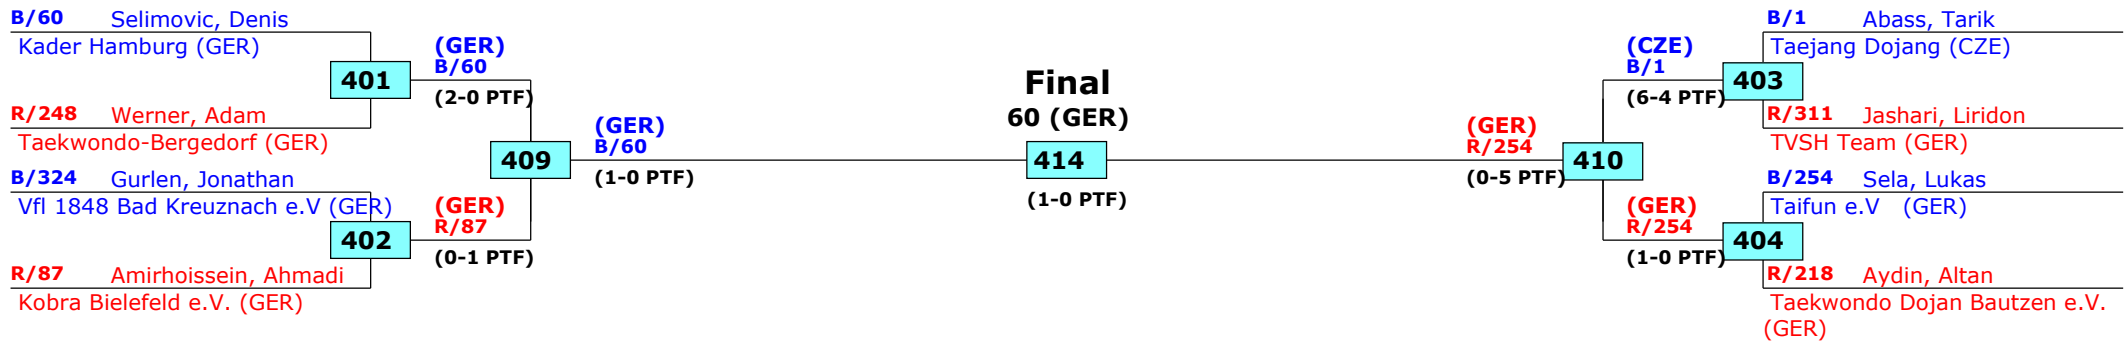 B/60 Selimovic, Denis
Kader Hamburg (GER)
401
R/248 Werner, Adam
Taekwondo-Bergedorf (GER)
B/324 Gurlen, Jonathan
Vfl 1848 Bad Kreuznach e.V (GER)
402
R/87 Amirhoissein, Ahmadi
Kobra Bielefeld e.V. (GER)
(GER)
B/60
(2-0 PTF)
409
(GER)
R/87
(0-1 PTF)
(GER)
B/60
(1-0 PTF)
Final
60 (GER)
414
(1-0 PTF)
(GER)
R/254
(0-5 PTF)
410
(CZE)
B/1
(6-4 PTF)
(GER)
R/254
(1-0 PTF)
B/1 Abass, Tarik
Taejang Dojang (CZE)
403
R/311 Jashari, Liridon
TVSH Team (GER)
B/254 Sela, Lukas
Taifun e.V (GER)
404
R/218 Aydin, Altan
Taekwondo Dojan Bautzen e.V.
(GER)